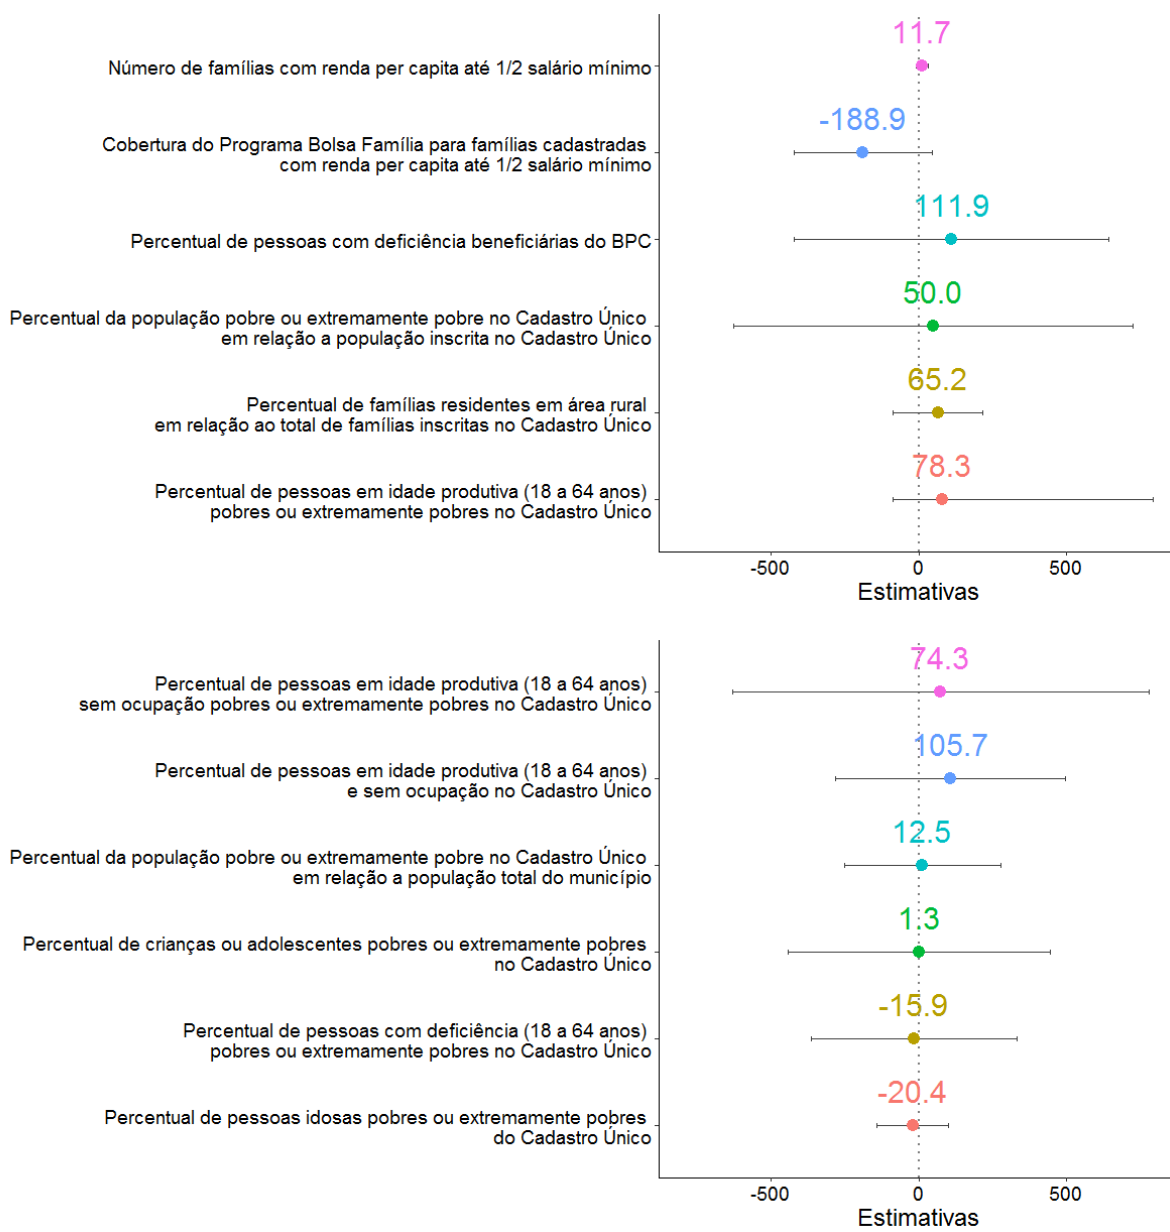 11.7
Número de famílias com renda per capita até 1/2 salário mínimo
-188.9
Cobertura do Programa Bolsa Família para famílias cadastradas
com renda per capita até 1/2 salário mínimo
111.9
Percentual de pessoas com deficiência beneficiárias do BPC
50.0
Percentual da população pobre ou extremamente pobre no Cadastro Único
em relação a população inscrita no Cadastro Único
65.2
Percentual de famílias residentes em área rural
em relação ao total de famílias inscritas no Cadastro Único
78.3
Percentual de pessoas em idade produtiva (18 a 64 anos)
pobres ou extremamente pobres no Cadastro Único
-500 0 500
Estimativas
74.3
Percentual de pessoas em idade produtiva (18 a 64 anos)
sem ocupação pobres ou extremamente pobres no Cadastro Único
105.7
Percentual de pessoas em idade produtiva (18 a 64 anos)
e sem ocupação no Cadastro Único
12.5
Percentual da população pobre ou extremamente pobre no Cadastro Único
em relação a população total do município
1.3
Percentual de crianças ou adolescentes pobres ou extremamente pobres
no Cadastro Único
-15.9
Percentual de pessoas com deficiência (18 a 64 anos)
pobres ou extremamente pobres no Cadastro Único
-20.4
Percentual de pessoas idosas pobres ou extremamente pobres
do Cadastro Único
-500 0 500
Estimativas